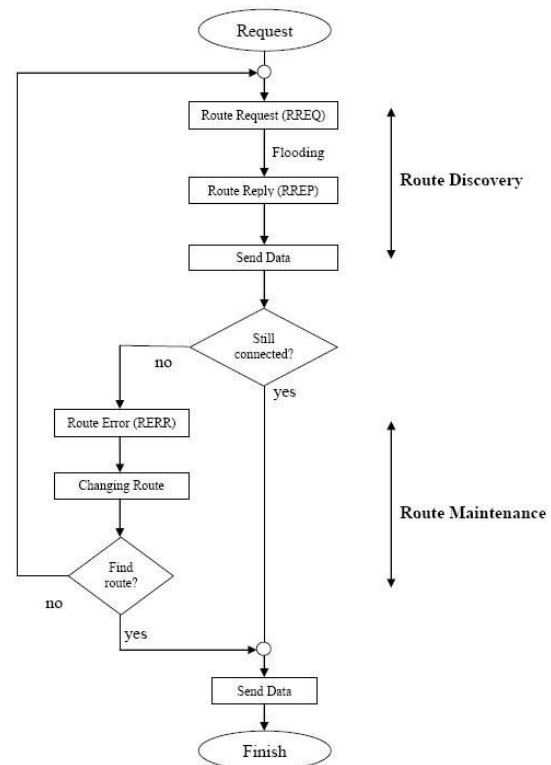 Request
Route Request (RREQ)
Flooding
Route Reply (RREP)
Route Discovery
Send Data
Still
connected?
no
yes
Route Error (RERR)
Changing Route
Route Maintenance
Find
route?
no
yes
Send Data
Finish